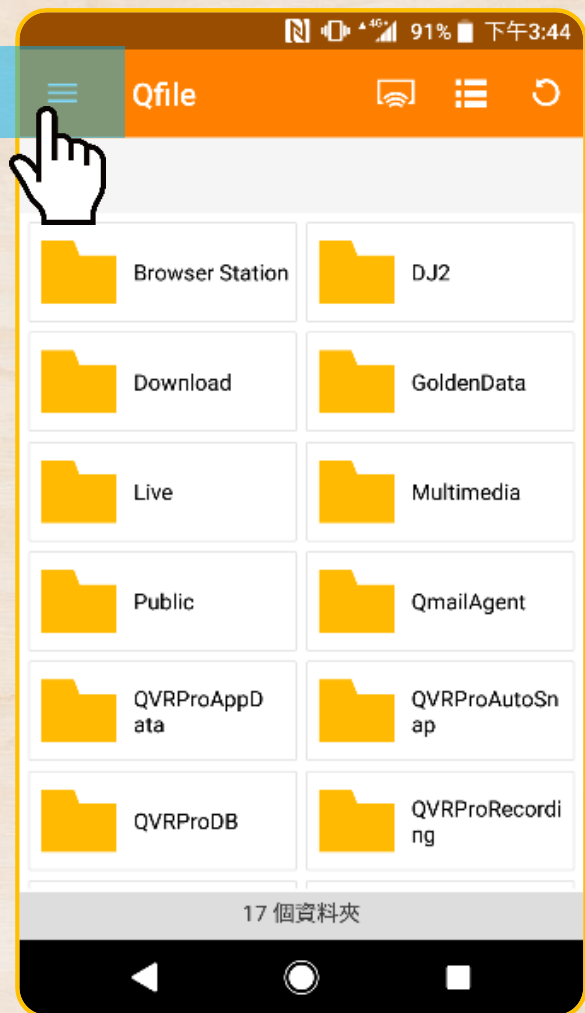 4G 91% 下午3:44
Qfile
Browser Station
DJ2
Download
GoldenData
Live
Multimedia
Public
QmailAgent
QVRProAppD
ata
QVRProAutoSn
ap
QVRProDB
QVRProRecordi
ng
17 個資料夾